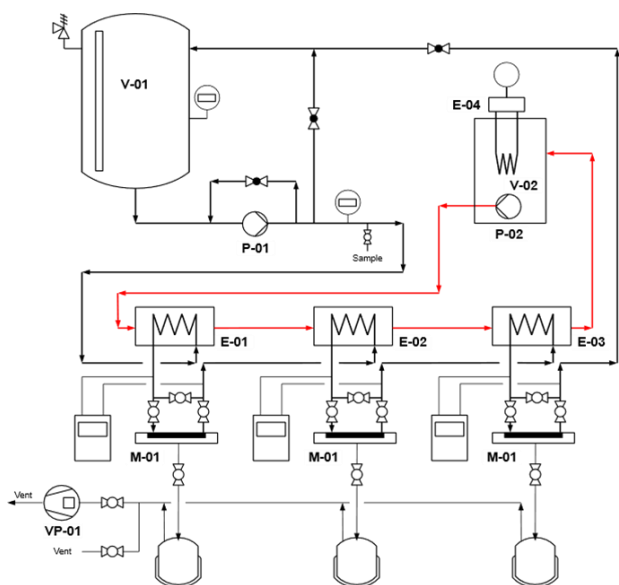 V-01
E-04
V-02
P-02
P-01
Sample
E-01
E-02
E-03
M-01
M-01
M-01
Vent
VP-01
Vent